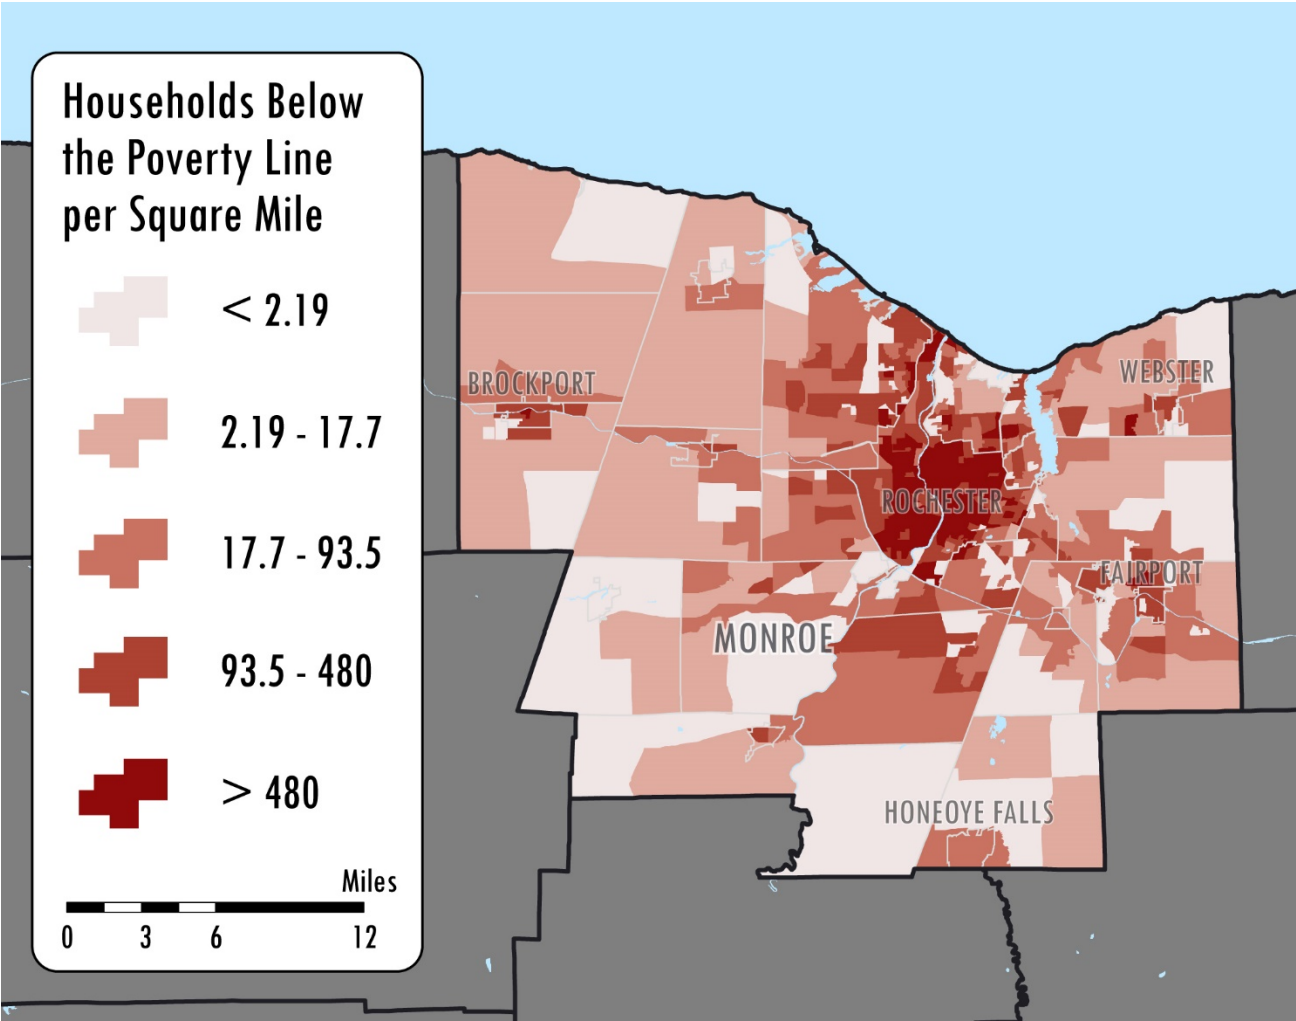 Households Below
the Poverty Line
per Square Mile
< 2.19
2.19 - 17.7
17.7 - 93.5
93.5 - 480
> 480
Miles
0 3 6 12
BROCKPORT
WEBSTER
ROCHESTER
FAIRPORT
MONROE
HONEOYE FALLS